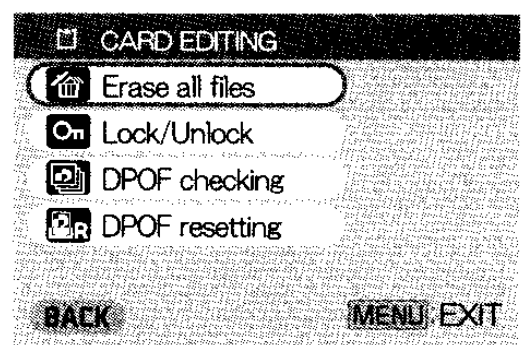 CARD EDITING
Erase all files
Lock/Unlock
DPOF checking
R DPOF resetting
BACK MENU: EXIT